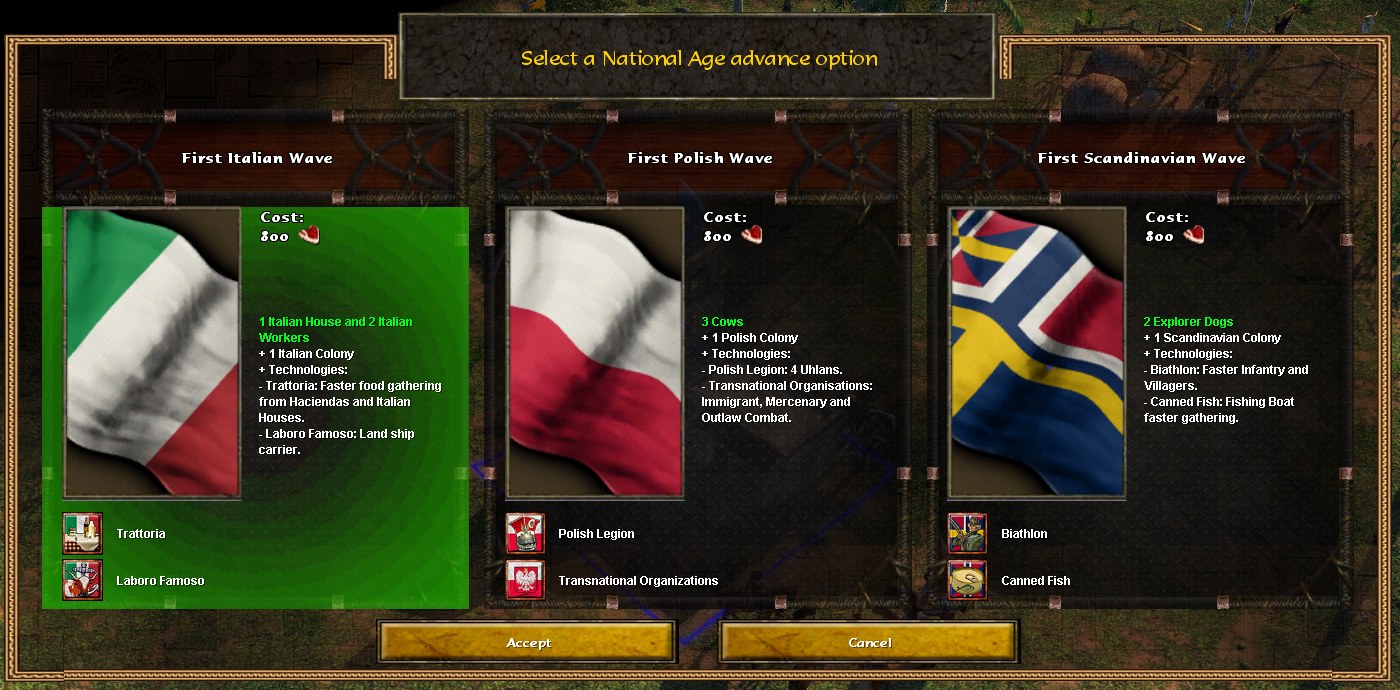 Select a National Age advance option
First Italian Wave
Cost:
800
1 Italian House and 2 Italian
Workers
+ 1 Italian Colony
+ Technologies:
- Trattoria: Faster food gathering
from Haciendas and Italian
Houses.
- Laboro Famoso: Land ship
carrier.
Trattoria
Laboro Famoso
First Polish Wave
Cost:
800
3 Cows
+ 1 Polish Colony
+ Technologies:
- Polish Legion: 4 Uhlans.
- Transnational Organisations:
Immigrant, Mercenary and
Outlaw Combat.
Polish Legion
Transnational Organizations
First Scandinavian Wave
Cost:
800
2 Explorer Dogs
+ 1 Scandinavian Colony
+ Technologies:
- Biathlon: Faster Infantry and
Villagers.
- Canned Fish: Fishing Boat
faster gathering.
Biathlon
Canned Fish
Accept
Cancel